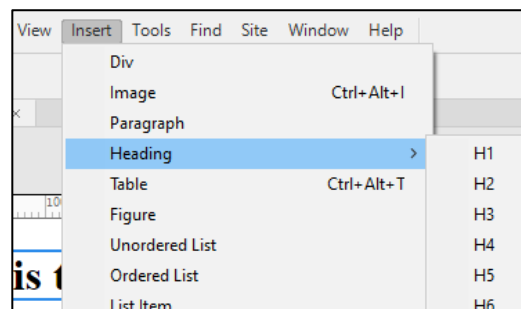 View Insert Tools Find Site Window Help
Div
Image Ctrl+Alt+I
Paragraph
Heading > H1
Table Ctrl+Alt+T H2
Figure H3
Unordered List H4
Ordered List H5
List Item H6
is t